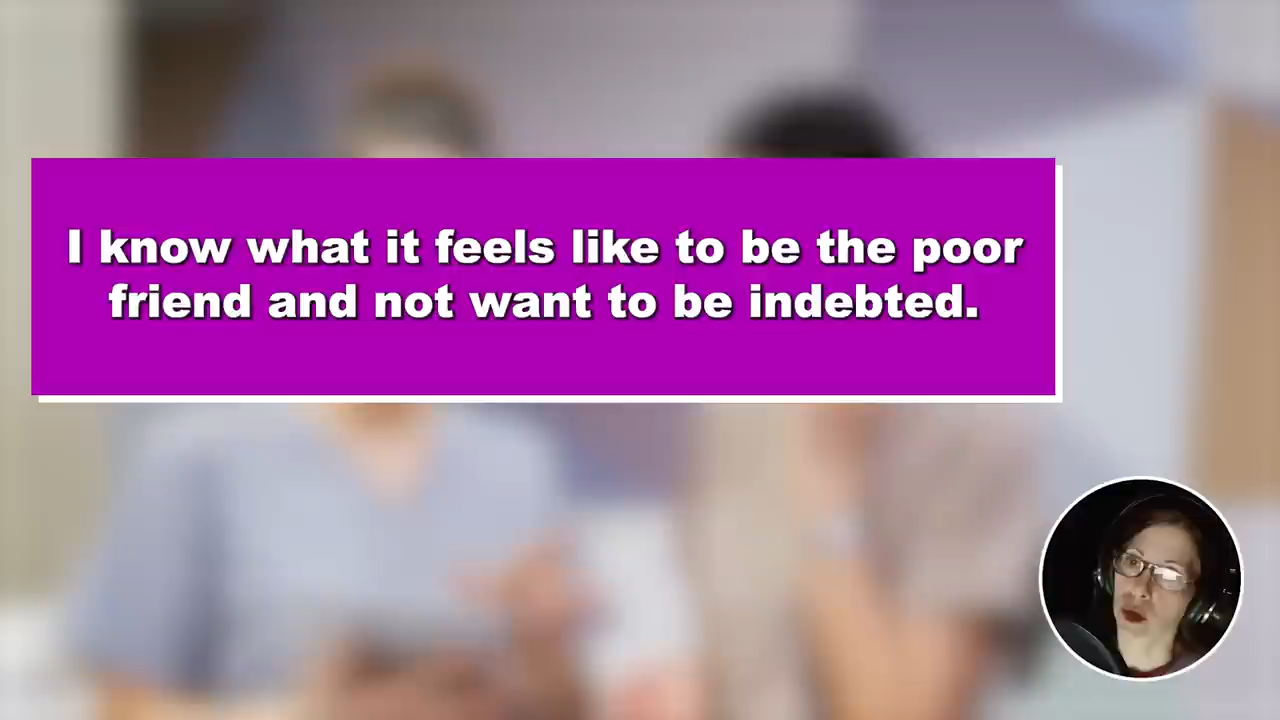 I know what it feels like to be the poor
friend and not want to be indebted.